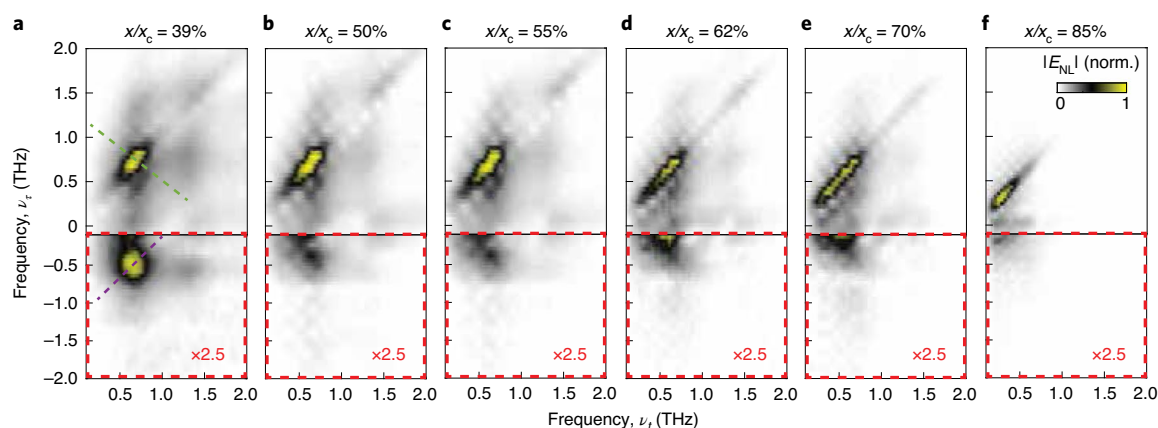 a x/xc = 39%
b x/xc = 50%
c x/xc = 55%
d x/xc = 62%
e x/xc = 70%
f x/xc = 85%
|ENL| (norm.)
0 1
Frequency, ντ (THz)
2.0
1.5
1.0
0.5
0
−0.5
−1.0
−1.5
−2.0
×2.5
×2.5
×2.5
×2.5
×2.5
×2.5
0.5 1.0 1.5 2.0
0.5 1.0 1.5 2.0
0.5 1.0 1.5 2.0
0.5 1.0 1.5 2.0
0.5 1.0 1.5 2.0
0.5 1.0 1.5 2.0
Frequency, νt (THz)